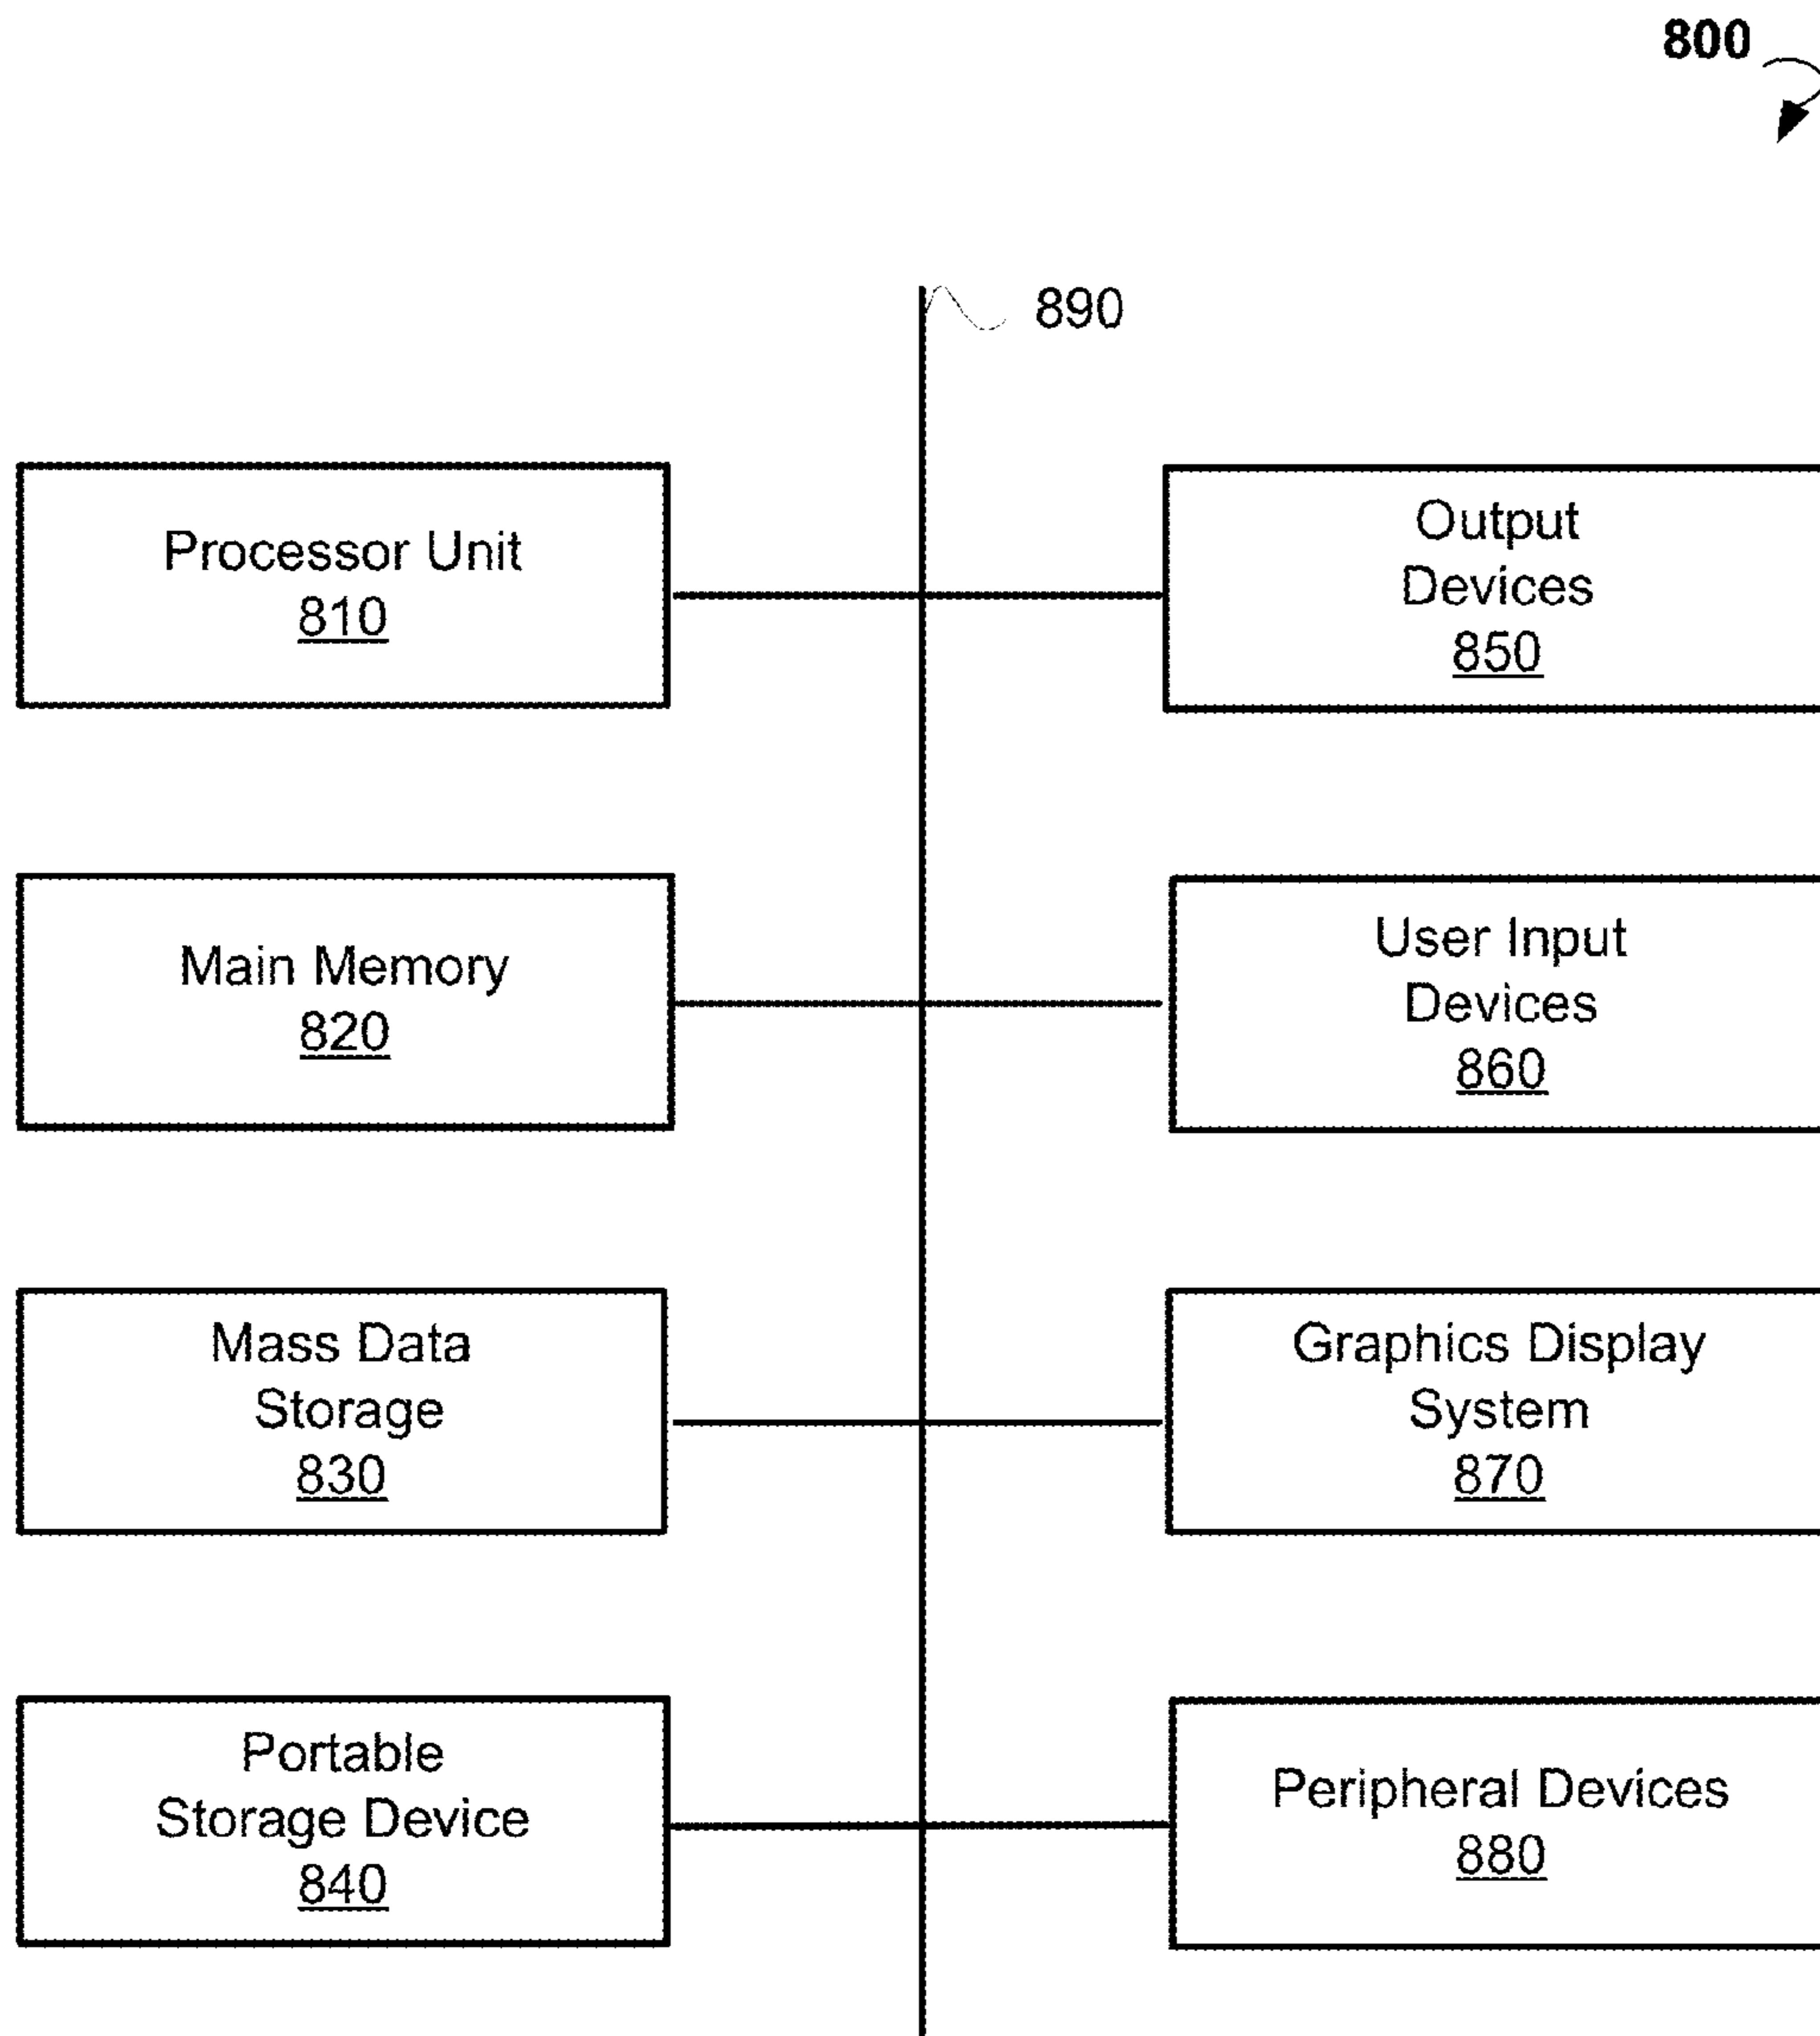 800
890
Processor Unit
810
Output
Devices
850
Main Memory
820
User Input
Devices
860
Mass Data
Storage
830
Graphics Display
System
870
Portable
Storage Device
840
Peripheral Devices
880